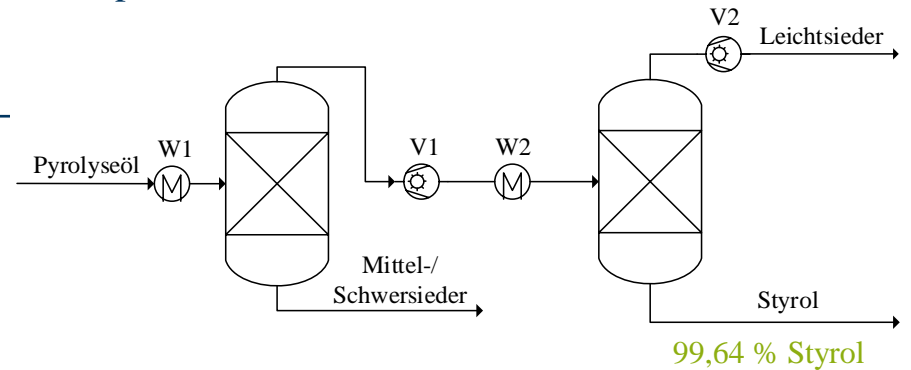 V2
Leichtsieder
W1
V1
W2
Pyrolyseöl
Mittel-/
Schwersieder
Styrol
99,64 % Styrol